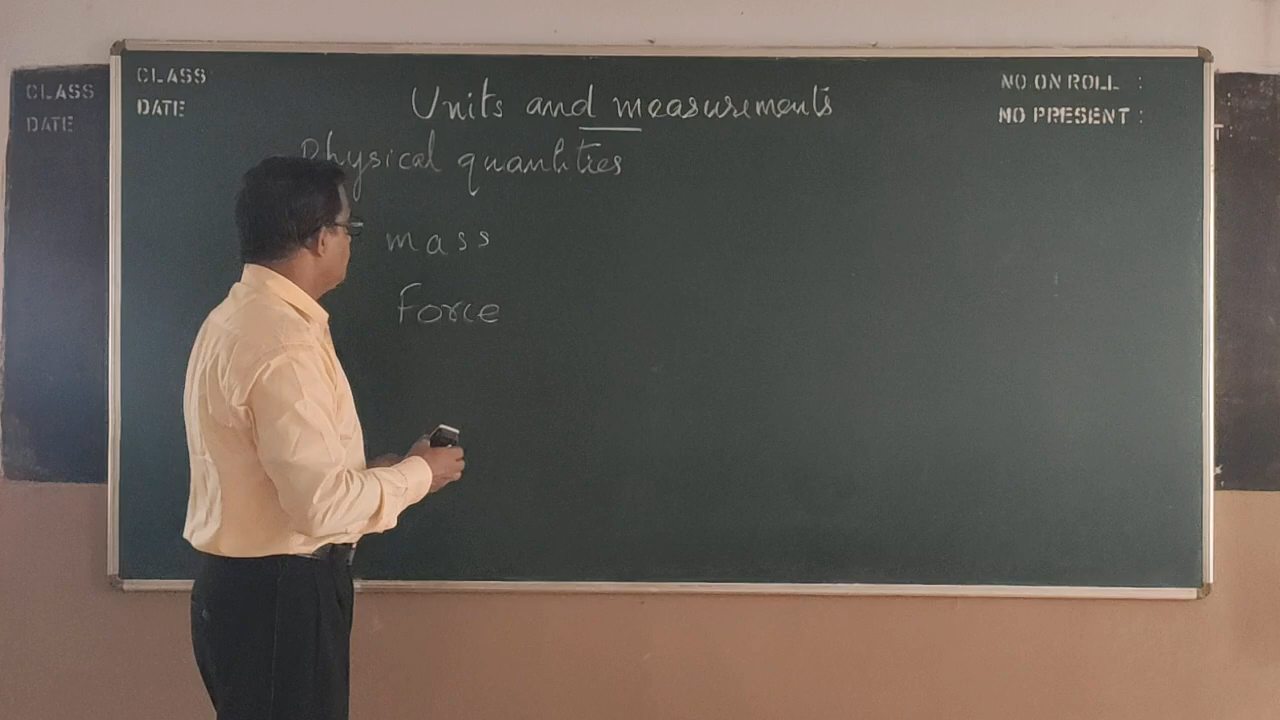 CLASS
DATE
CLASS
DATE
Units and measurements
NO ON ROLL :
NO PRESENT :
Physical quantities
mass
Force
T